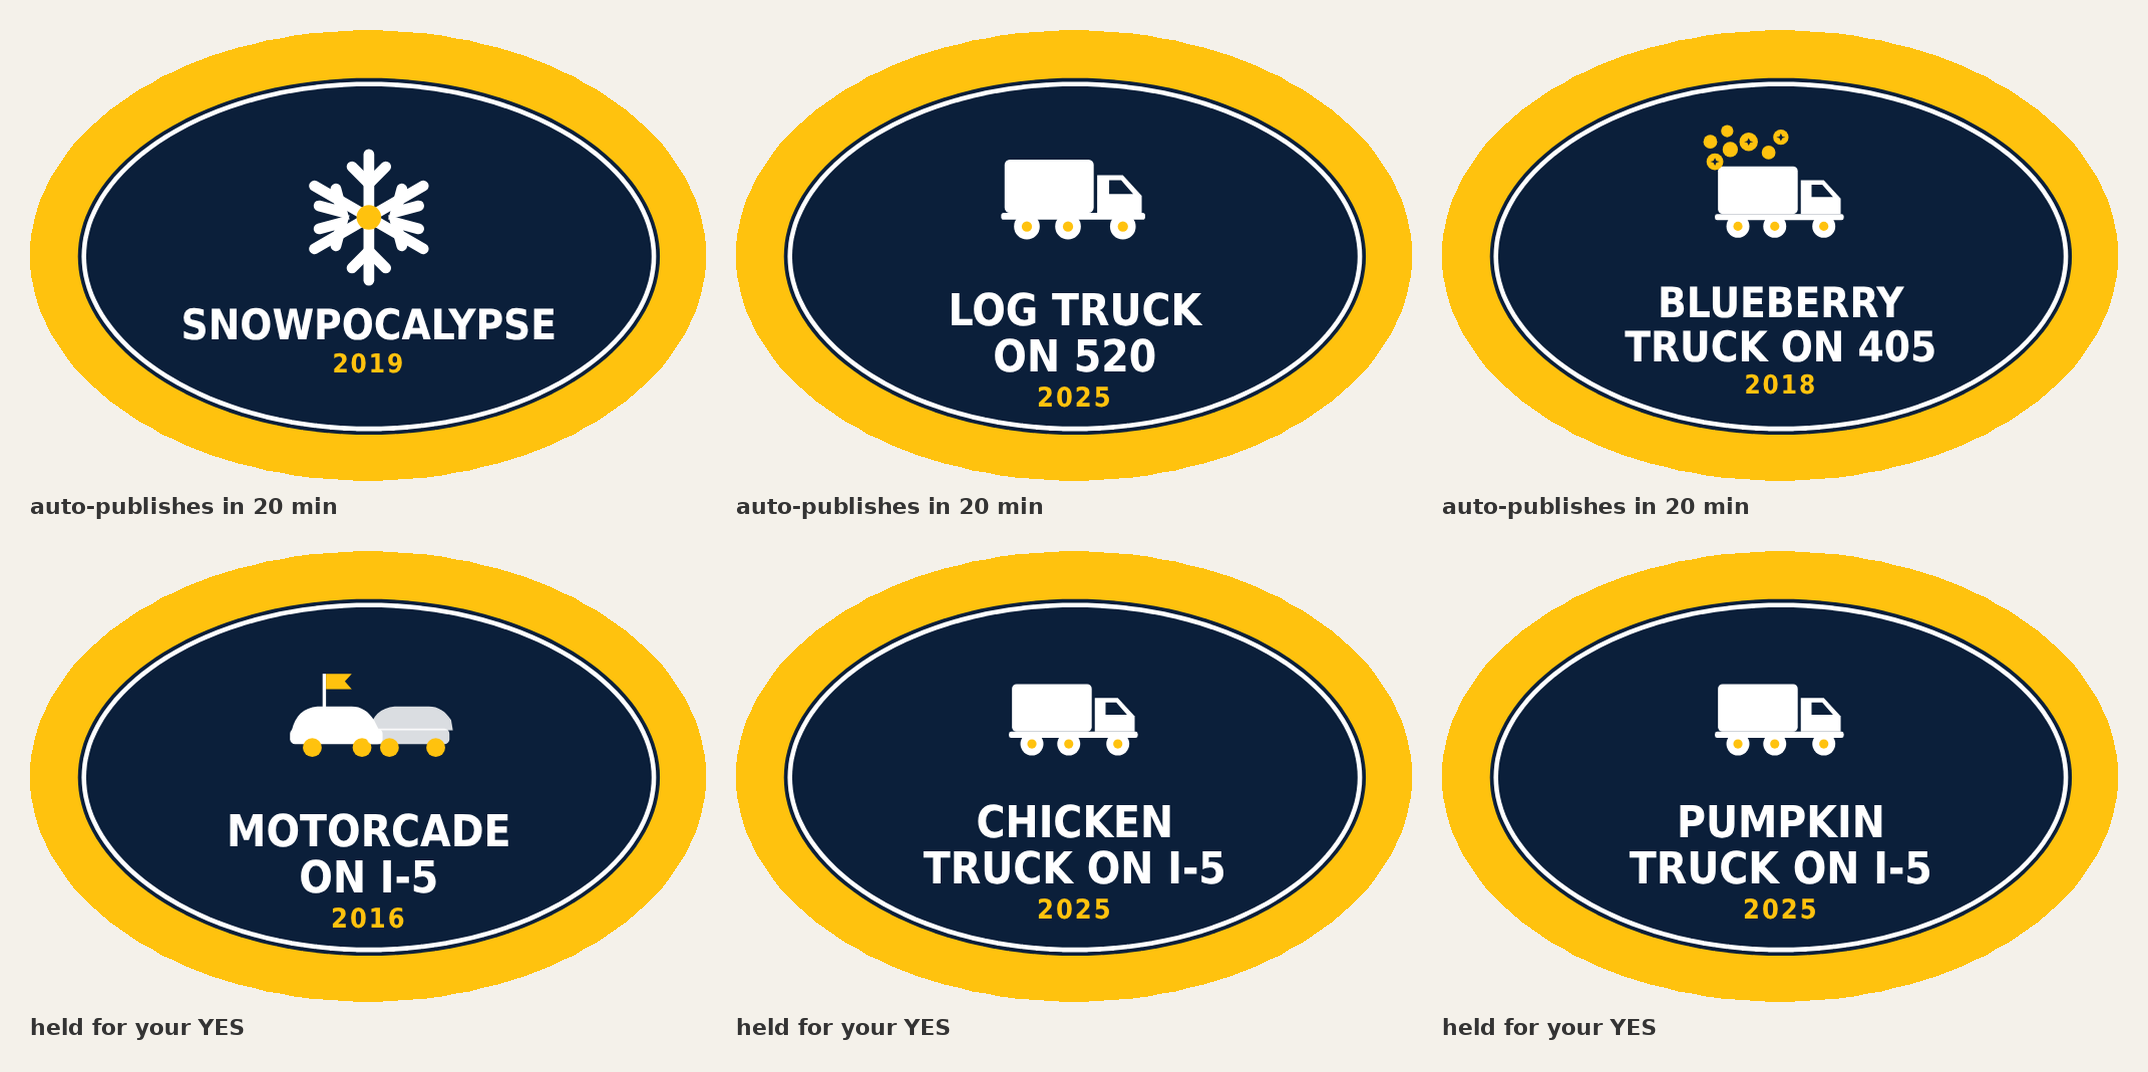 SNOWPOCALYPSE
2019
auto-publishes in 20 min
LOG TRUCK
ON 520
2025
auto-publishes in 20 min
BLUEBERRY
TRUCK ON 405
2018
auto-publishes in 20 min
MOTORCADE
ON I-5
2016
held for your YES
CHICKEN
TRUCK ON I-5
2025
held for your YES
PUMPKIN
TRUCK ON I-5
2025
held for your YES